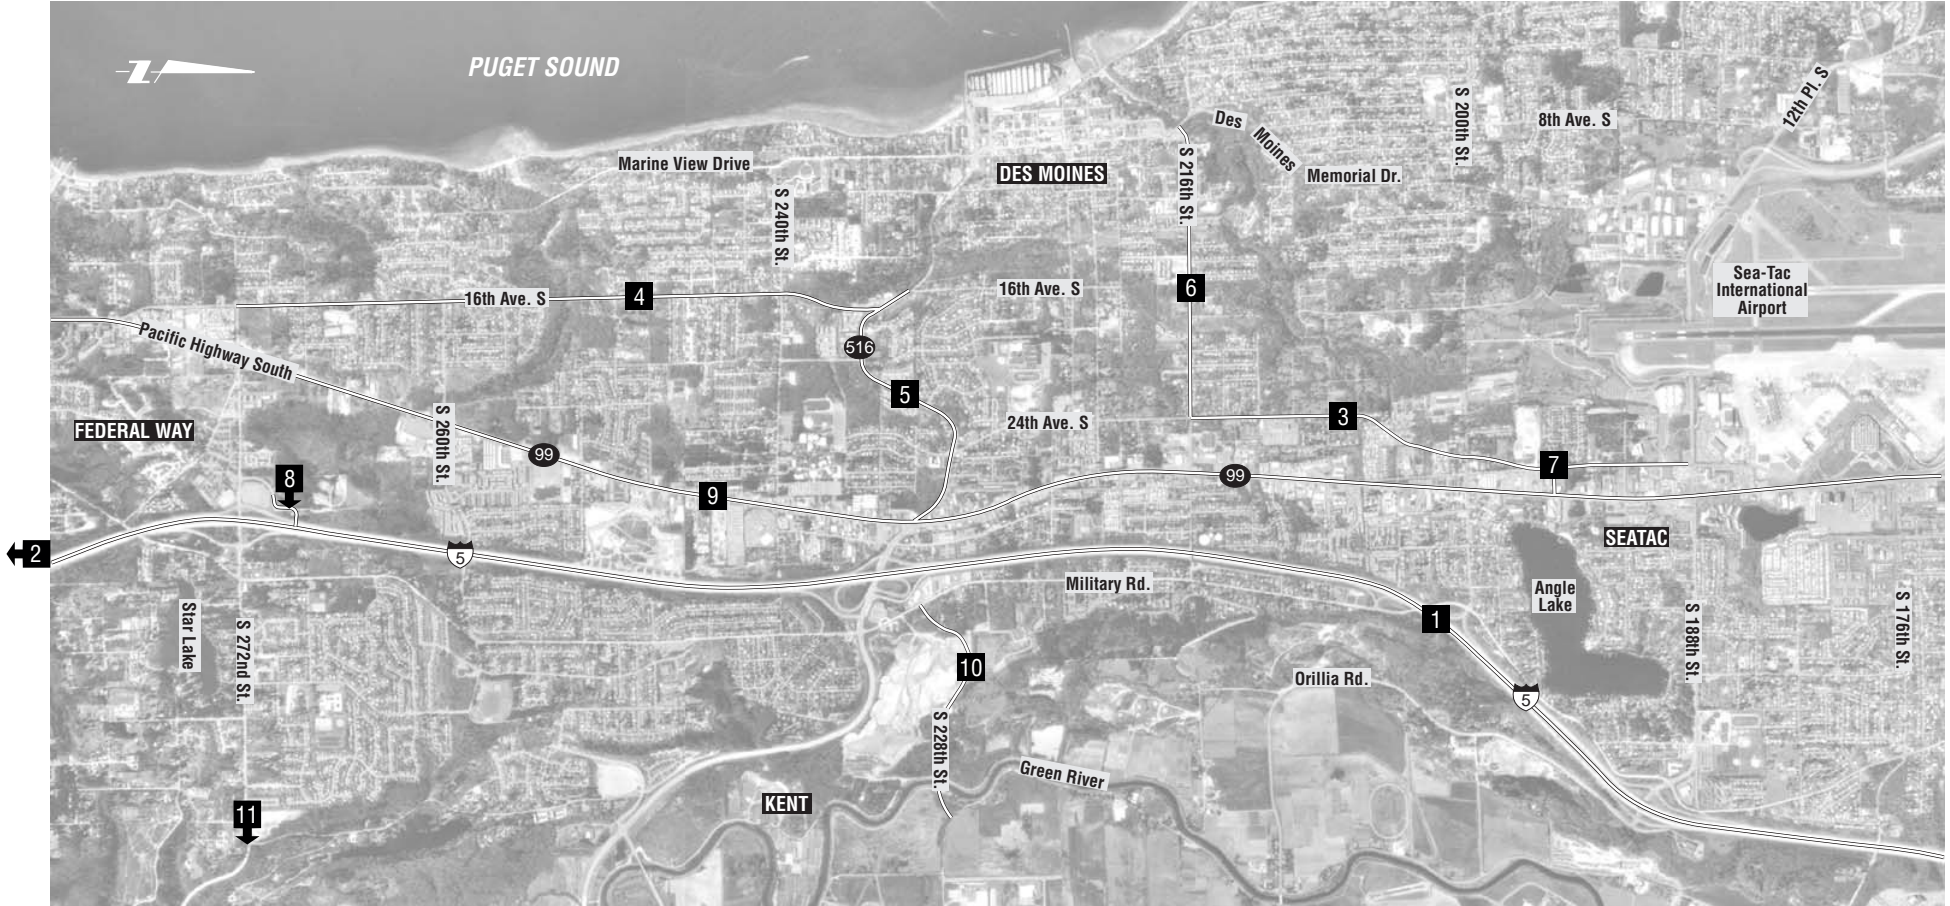 Z
PUGET SOUND
S 200th St.
8th Ave. S
12th Pl. S
Des
Moines
Memorial Dr.
Marine View Drive
DES MOINES
S 216th St.
S 240th St.
16th Ave. S
4
16th Ave. S
6
Sea-Tac
International
Airport
Pacific Highway South
516
5
FEDERAL WAY
S 260th St.
24th Ave. S
3
99
8
9
99
7
SEATAC
2
5
Military Rd.
Angle
Lake
1
Star Lake
S 272nd St.
10
Orillia Rd.
5
S 188th St.
S 176th St.
S 228th St.
Green River
KENT
11